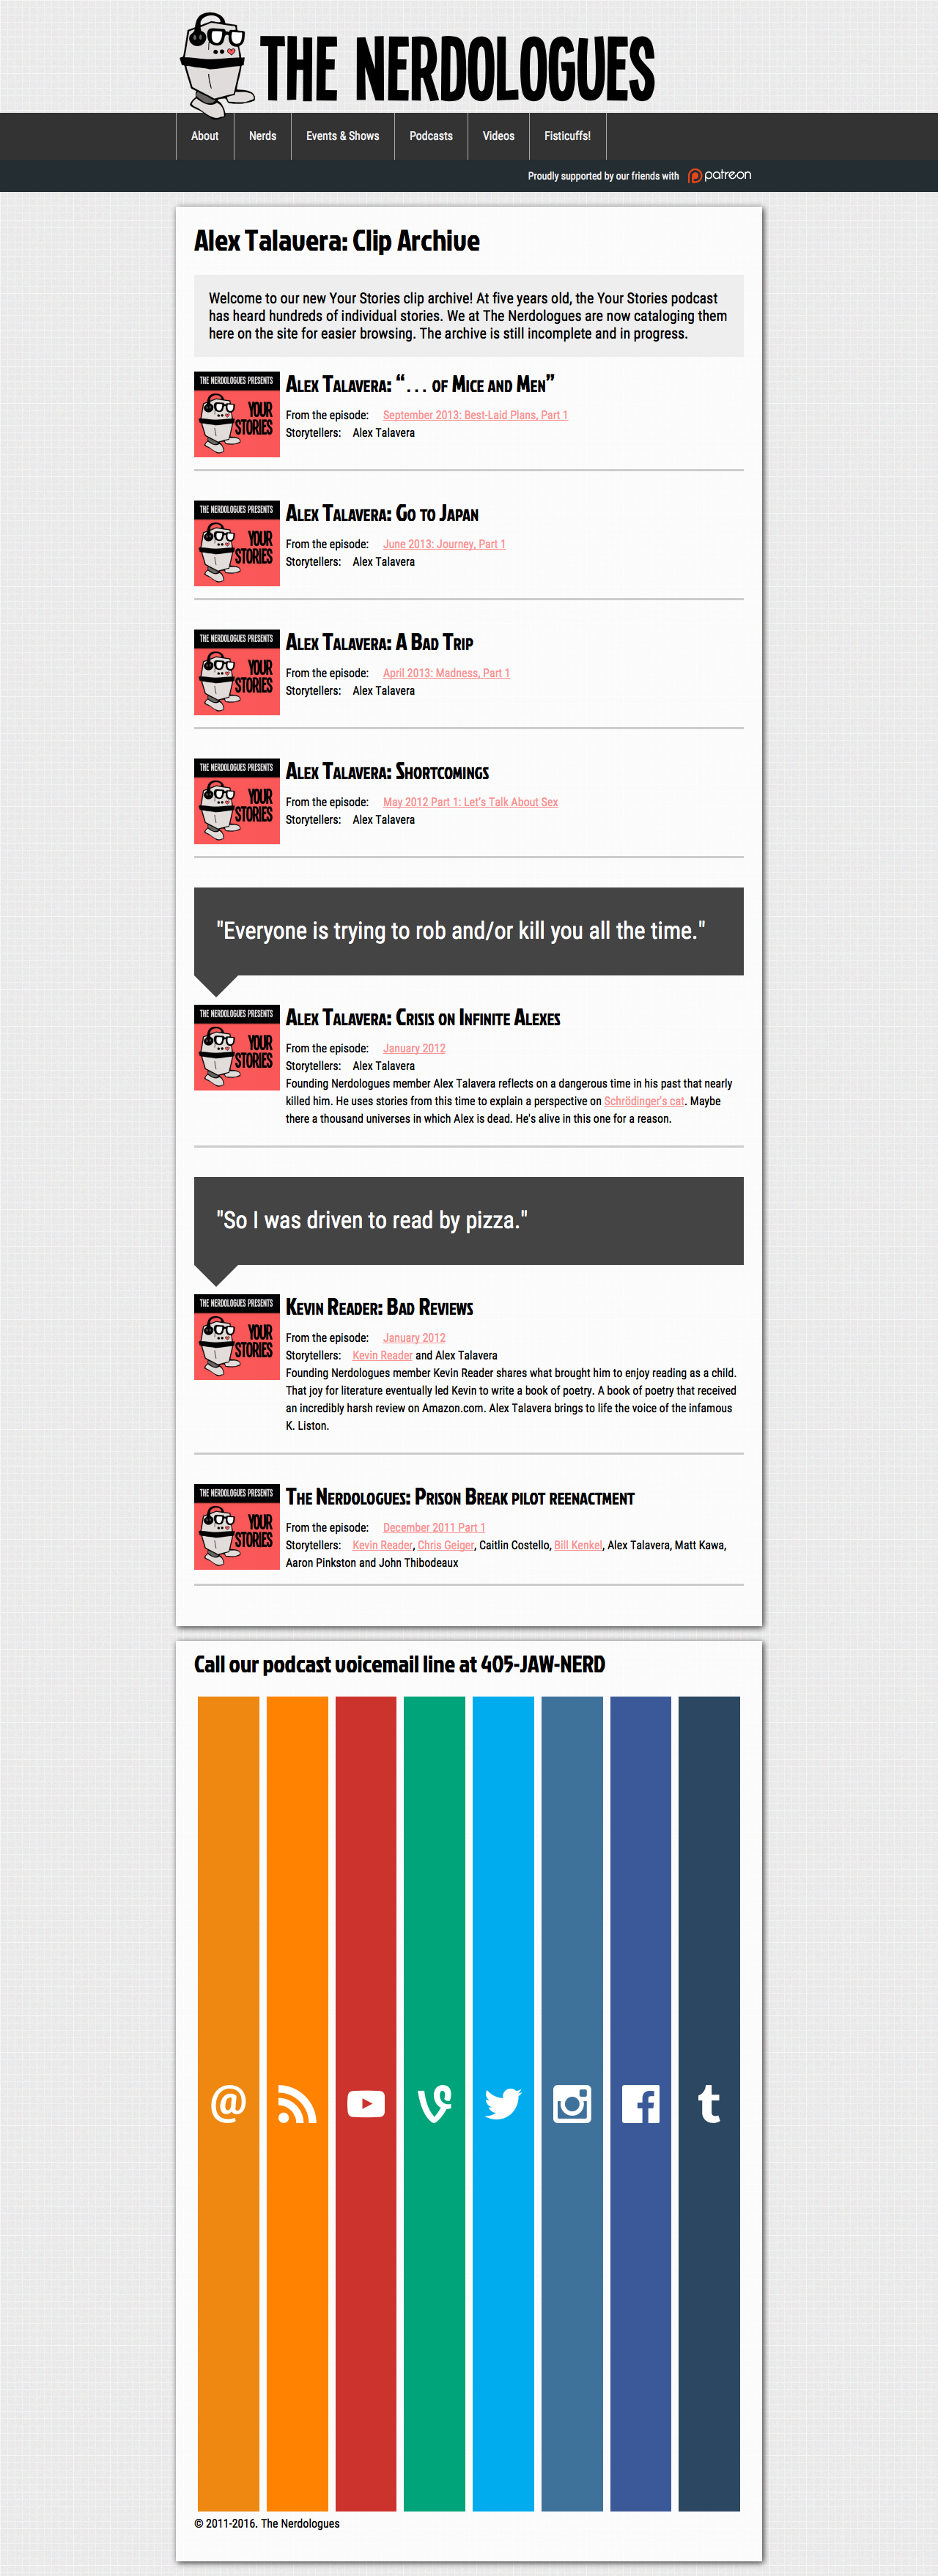 THE NERDOLOGUES
About Nerds Events & Shows Podcasts Videos Fisticuffs!
Proudly supported by our friends with patreon
Alex Talavera: Clip Archive
Welcome to our new Your Stories clip archive! At five years old, the Your Stories podcast
has heard hundreds of individual stories. We at The Nerdologues are now cataloging them
here on the site for easier browsing. The archive is still incomplete and in progress.
THE NERDOLOGUES PRESENTS
YOUR
STORIES
Alex Talavera: “… of Mice and Men”
From the episode: September 2013: Best-Laid Plans, Part 1
Storytellers: Alex Talavera
THE NERDOLOGUES PRESENTS
YOUR
STORIES
Alex Talavera: Go to Japan
From the episode: June 2013: Journey, Part 1
Storytellers: Alex Talavera
THE NERDOLOGUES PRESENTS
YOUR
STORIES
Alex Talavera: A Bad Trip
From the episode: April 2013: Madness, Part 1
Storytellers: Alex Talavera
THE NERDOLOGUES PRESENTS
YOUR
STORIES
Alex Talavera: Shortcomings
From the episode: May 2012 Part 1: Let's Talk About Sex
Storytellers: Alex Talavera
"Everyone is trying to rob and/or kill you all the time."
THE NERDOLOGUES PRESENTS
YOUR
STORIES
Alex Talavera: Crisis on Infinite Alexes
From the episode: January 2012
Storytellers: Alex Talavera
Founding Nerdologues member Alex Talavera reflects on a dangerous time in his past that nearly
killed him. He uses stories from this time to explain a perspective on Schrödinger's cat. Maybe
there a thousand universes in which Alex is dead. He's alive in this one for a reason.
"So I was driven to read by pizza."
THE NERDOLOGUES PRESENTS
YOUR
STORIES
Kevin Reader: Bad Reviews
From the episode: January 2012
Storytellers: Kevin Reader and Alex Talavera
Founding Nerdologues member Kevin Reader shares what brought him to enjoy reading as a child.
That joy for literature eventually led Kevin to write a book of poetry. A book of poetry that received
an incredibly harsh review on Amazon.com. Alex Talavera brings to life the voice of the infamous
K. Liston.
THE NERDOLOGUES PRESENTS
YOUR
STORIES
The Nerdologues: Prison Break pilot reenactment
From the episode: December 2011 Part 1
Storytellers: Kevin Reader, Chris Geiger, Caitlin Costello, Bill Kenkel, Alex Talavera, Matt Kawa,
Aaron Pinkston and John Thibodeaux
Call our podcast voicemail line at 405-JAW-NERD
© 2011-2016. The Nerdologues